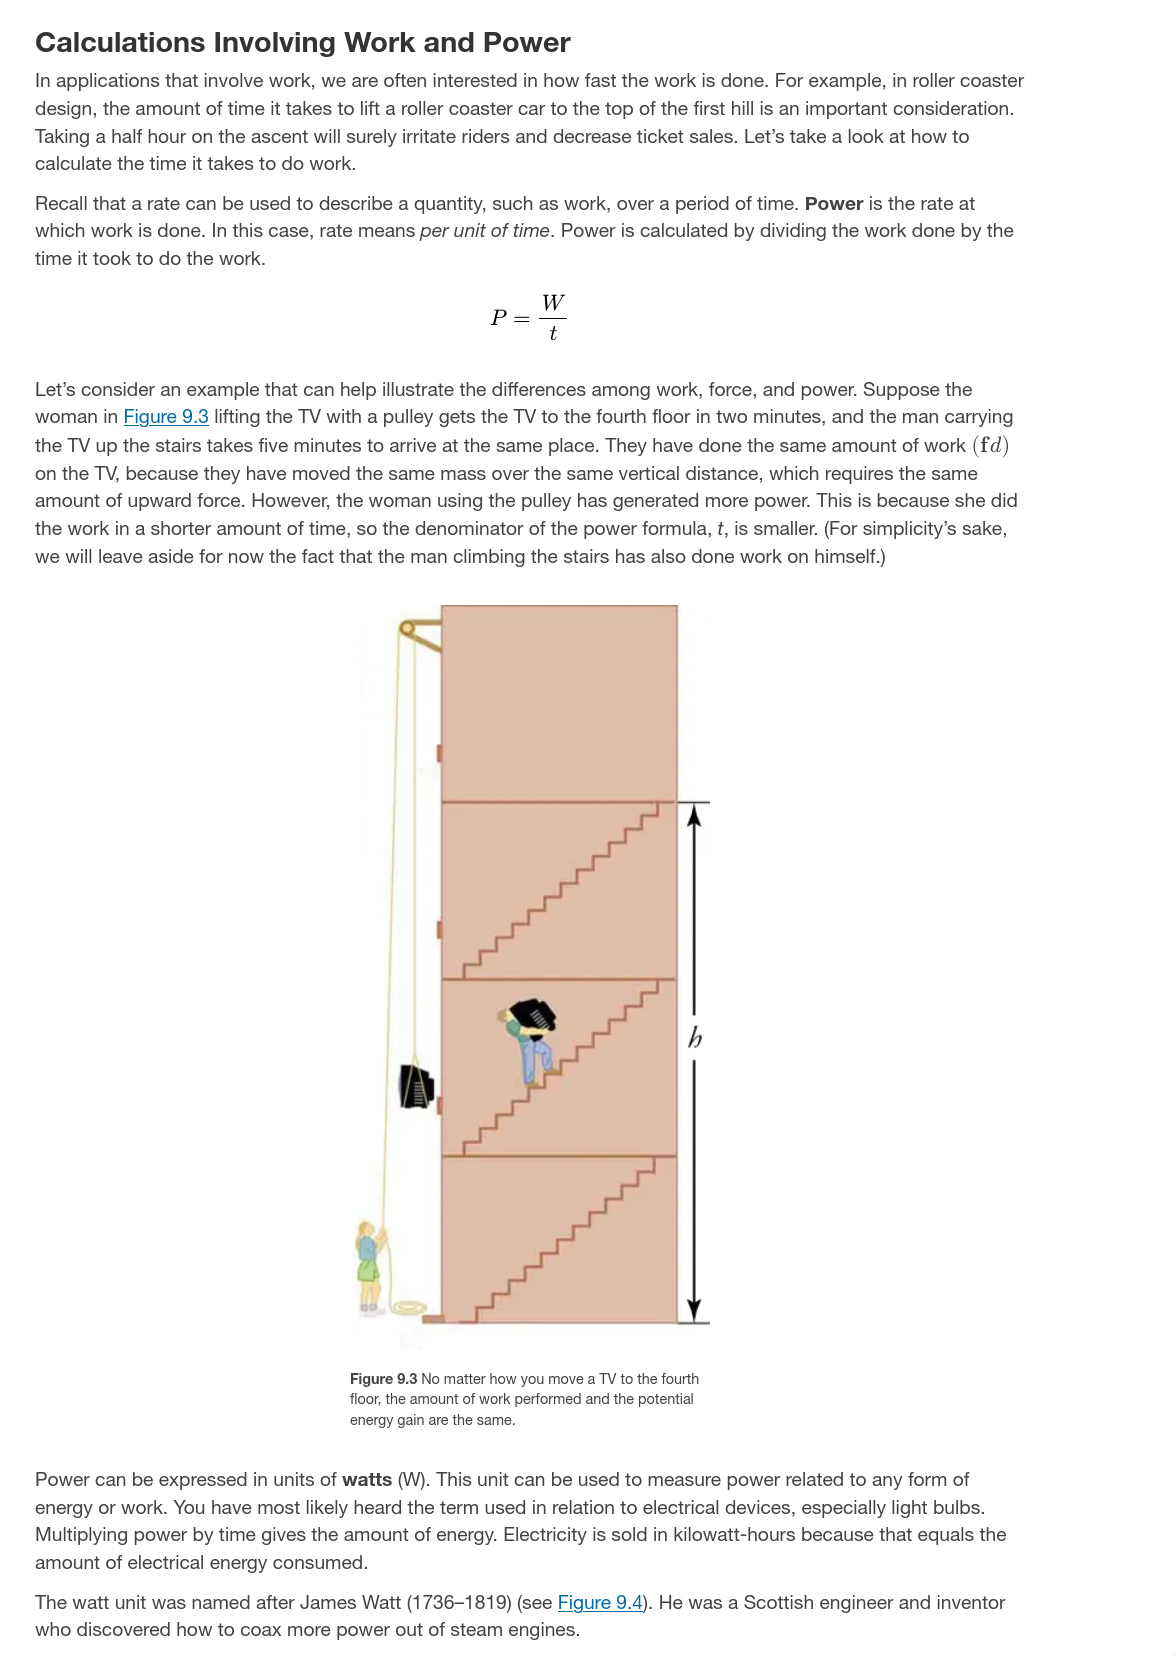 Calculations Involving Work and Power
In applications that involve work, we are often interested in how fast the work is done. For example, in roller coaster
design, the amount of time it takes to lift a roller coaster car to the top of the first hill is an important consideration.
Taking a half hour on the ascent will surely irritate riders and decrease ticket sales. Let’s take a look at how to
calculate the time it takes to do work.
Recall that a rate can be used to describe a quantity, such as work, over a period of time. Power is the rate at
which work is done. In this case, rate means per unit of time. Power is calculated by dividing the work done by the
time it took to do the work.
P = W/t
Let’s consider an example that can help illustrate the differences among work, force, and power. Suppose the
woman in Figure 9.3 lifting the TV with a pulley gets the TV to the fourth floor in two minutes, and the man carrying
the TV up the stairs takes five minutes to arrive at the same place. They have done the same amount of work (fd)
on the TV, because they have moved the same mass over the same vertical distance, which requires the same
amount of upward force. However, the woman using the pulley has generated more power. This is because she did
the work in a shorter amount of time, so the denominator of the power formula, t, is smaller. (For simplicity’s sake,
we will leave aside for now the fact that the man climbing the stairs has also done work on himself.)
h
Figure 9.3 No matter how you move a TV to the fourth
floor, the amount of work performed and the potential
energy gain are the same.
Power can be expressed in units of watts (W). This unit can be used to measure power related to any form of
energy or work. You have most likely heard the term used in relation to electrical devices, especially light bulbs.
Multiplying power by time gives the amount of energy. Electricity is sold in kilowatt-hours because that equals the
amount of electrical energy consumed.
The watt unit was named after James Watt (1736–1819) (see Figure 9.4). He was a Scottish engineer and inventor
who discovered how to coax more power out of steam engines.